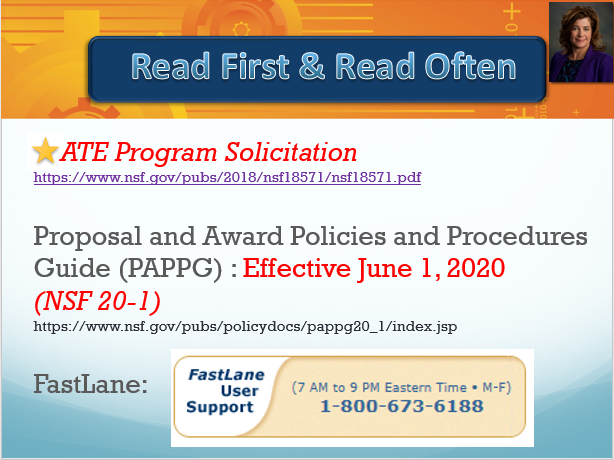 Read First & Read Often
ATE Program Solicitation
https://www.nsf.gov/pubs/2018/nsf18571/nsf18571.pdf
Proposal and Award Policies and Procedures
Guide (PAPPG) : Effective June 1, 2020
(NSF 20-1)
https://www.nsf.gov/pubs/policydocs/pappg20_1/index.jsp
FastLane:
FastLane
User
Support
(7 AM to 9 PM Eastern Time • M-F)
1-800-673-6188